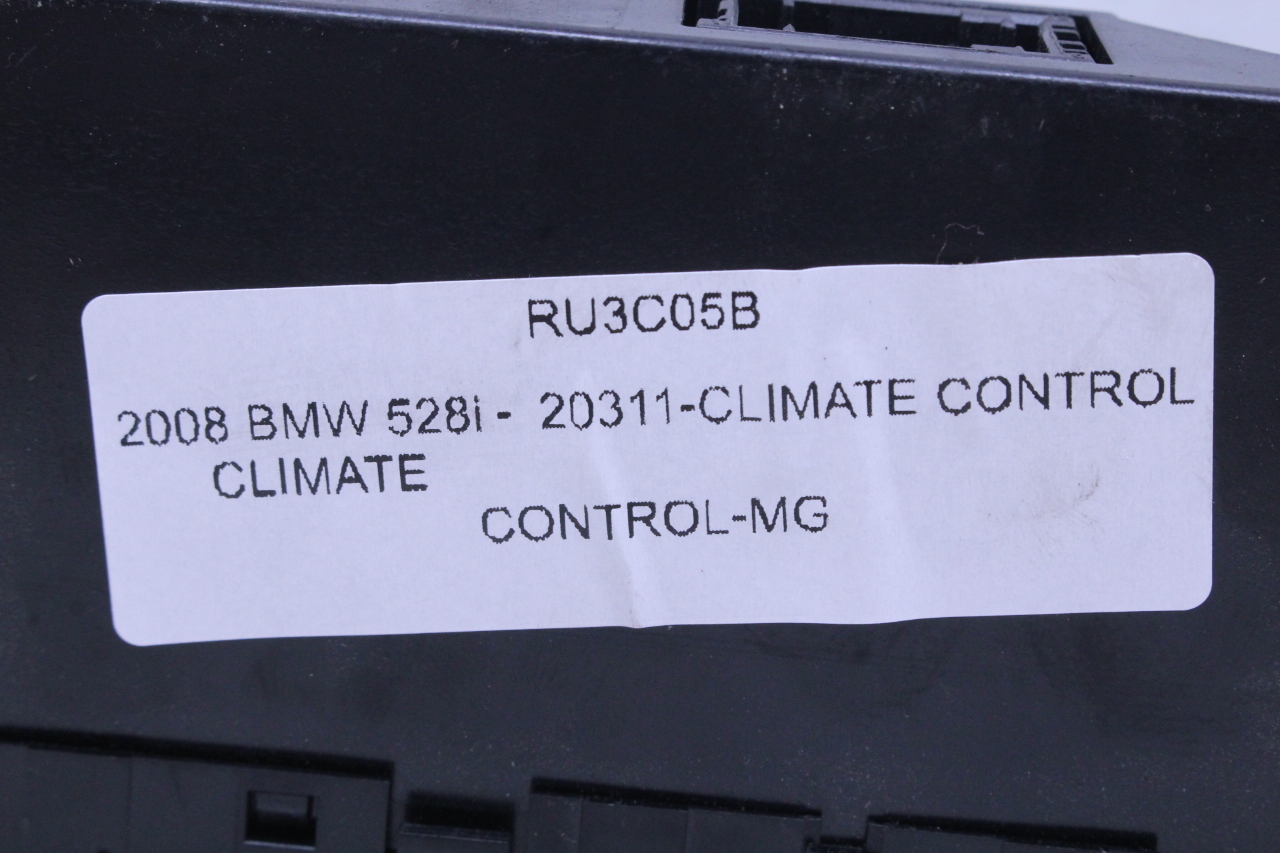 RU3C05B
2008 BMW 528i - 20311-CLIMATE CONTROL
CLIMATE
CONTROL-MG